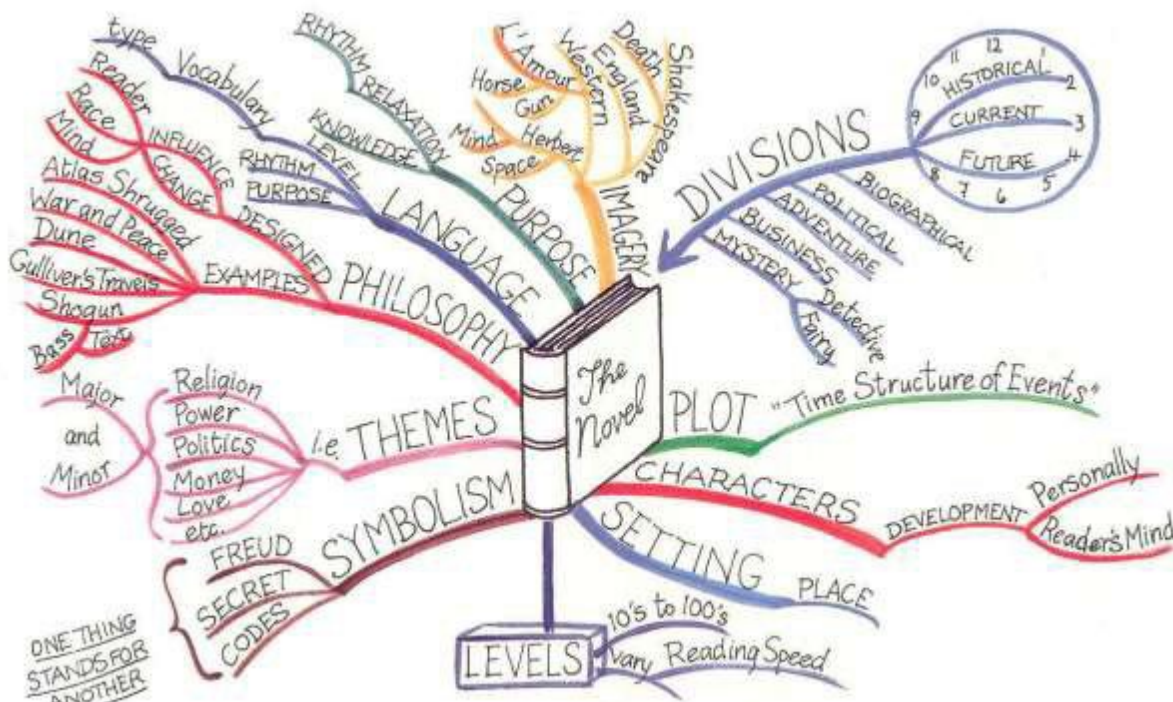 The
Novel
DIVISIONS
12
1
2
3
4
5
6
7
8
9
10
11
HISTORICAL
CURRENT
FUTURE
BIOGRAPHICAL
POLITICAL
ADVENTURE
BUSINESS
MYSTERY
Detective
Fairy
PLOT
"Time Structure of Events"
CHARACTERS
DEVELOPMENT
Personally
Reader's Mind
SETTING
PLACE
LEVELS
10's to 100's
vary
Reading Speed
SYMBOLISM
FREUD
SECRET
CODES
ONE THING
STANDS FOR
ANOTHER
THEMES
i.e.
Religion
Power
Politics
Money
Love
etc.
Major
and
Minor
PHILOSOPHY
EXAMPLES
Atlas Shrugged
War and Peace
Dune
Gulliver's Travels
Shogun
Bass
Text
DESIGNED
INFLUENCE
CHANGE
Reader
Race
Mind
LANGUAGE
LEVEL
Vocabulary
type
RHYTHM
PURPOSE
PURPOSE
RELAXATION
RHYTHM
KNOWLEDGE
IMAGERY
Shakespeare
Death
England
Western
L'Amour
Horse
Gun
Herbert
Mind
Space